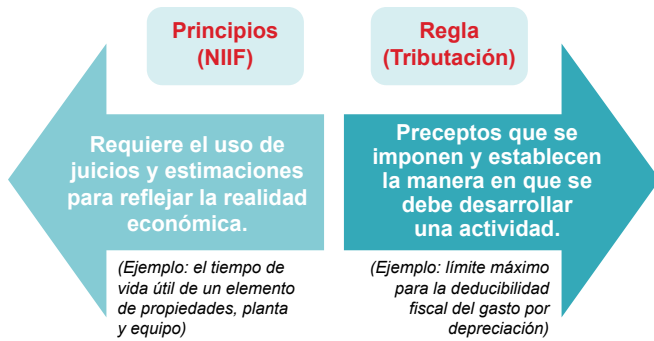 Principios
(NIIF)
Requiere el uso de
juicios y estimaciones
para reflejar la realidad
económica.
(Ejemplo: el tiempo de
vida útil de un elemento
de propiedades, planta
y equipo)
Regla
(Tributación)
Preceptos que se
imponen y establecen
la manera en que se
debe desarrollar
una actividad.
(Ejemplo: límite máximo
para la deducibilidad
fiscal del gasto por
depreciación)